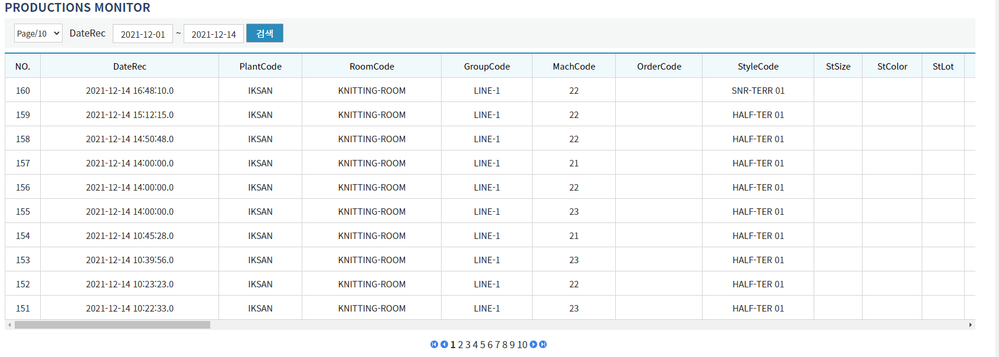 PRODUCTIONS MONITOR
Page/10 DateRec 2021-12-01 ~ 2021-12-14 검색
NO. DateRec PlantCode RoomCode GroupCode MachCode OrderCode StyleCode StSize StColor StLot
160 2021-12-14 16:48:10.0 IKSAN KNITTING-ROOM LINE-1 22 SNR-TERR 01
159 2021-12-14 15:12:15.0 IKSAN KNITTING-ROOM LINE-1 22 HALF-TER 01
158 2021-12-14 14:50:48.0 IKSAN KNITTING-ROOM LINE-1 22 HALF-TER 01
157 2021-12-14 14:00:00.0 IKSAN KNITTING-ROOM LINE-1 21 HALF-TER 01
156 2021-12-14 14:00:00.0 IKSAN KNITTING-ROOM LINE-1 22 HALF-TER 01
155 2021-12-14 14:00:00.0 IKSAN KNITTING-ROOM LINE-1 23 HALF-TER 01
154 2021-12-14 10:45:28.0 IKSAN KNITTING-ROOM LINE-1 21 HALF-TER 01
153 2021-12-14 10:39:56.0 IKSAN KNITTING-ROOM LINE-1 23 HALF-TER 01
152 2021-12-14 10:23:23.0 IKSAN KNITTING-ROOM LINE-1 22 HALF-TER 01
151 2021-12-14 10:22:33.0 IKSAN KNITTING-ROOM LINE-1 23 HALF-TER 01
1 2 3 4 5 6 7 8 9 10